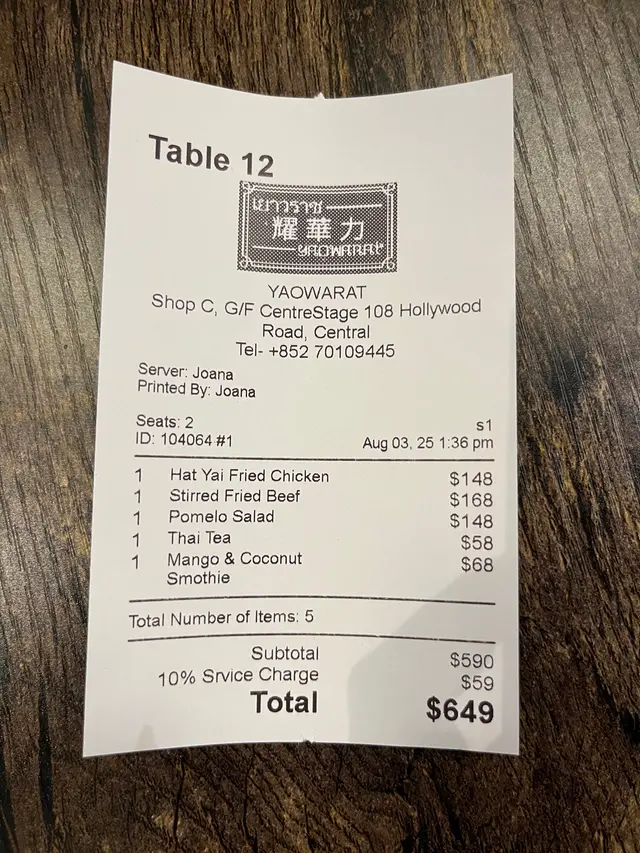 Table 12
เยาวราช
耀華力
YAOWARAT
YAOWARAT
Shop C, G/F CentreStage 108 Hollywood
Road, Central
Tel- +852 70109445
Server: Joana
Printed By: Joana
Seats: 2 s1
ID: 104064 #1 Aug 03, 25 1:36 pm
1 Hat Yai Fried Chicken $148
1 Stirred Fried Beef $168
1 Pomelo Salad $148
1 Thai Tea $58
1 Mango & Coconut $68
Smothie
Total Number of Items: 5
Subtotal $590
10% Srvice Charge $59
Total $649